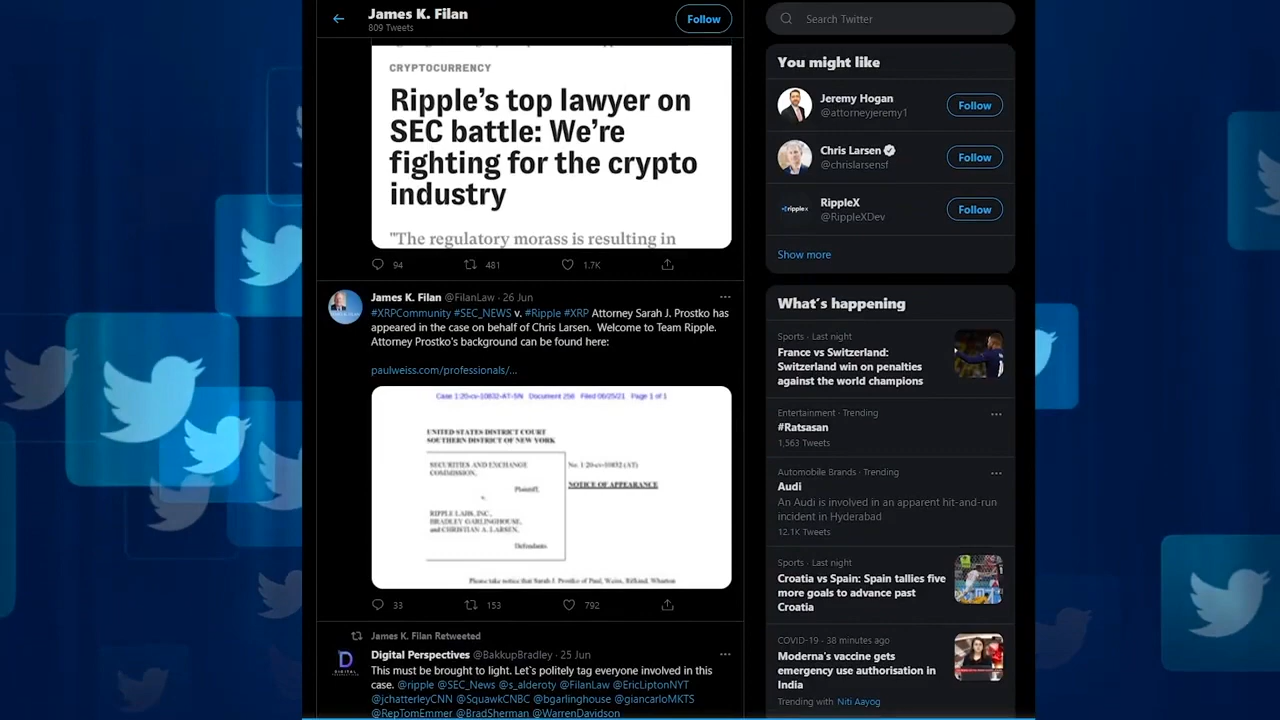 James K. Filan
809 Tweets
Follow
CRYPTOCURRENCY
Ripple’s top lawyer on
SEC battle: We’re
fighting for the crypto
industry
"The regulatory morass is resulting in
94
481
1.7K
James K. Filan @FilanLaw · 26 Jun
#XRPCommunity #SEC_NEWS v. #Ripple #XRP Attorney Sarah J. Prostko has
appeared in the case on behalf of Chris Larsen. Welcome to Team Ripple.
Attorney Prostko's background can be found here:
paulweiss.com/professionals/...
Case 1:20-cv-10832-AT-SN Document 256 Filed 06/25/21 Page 1 of 1
UNITED STATES DISTRICT COURT
SOUTHERN DISTRICT OF NEW YORK
SECURITIES AND EXCHANGE
COMMISSION,
Plaintiff,
v.
RIPPLE LABS, INC.,
BRADLEY GARLINGHOUSE,
and CHRISTIAN A. LARSEN,
Defendants.
No. 1:20-cv-10832 (AT)
NOTICE OF APPEARANCE
Please take notice that Sarah J. Prostko of Paul, Weiss, Rifkind, Wharton
33
153
792
James K. Filan Retweeted
Digital Perspectives @BakkupBradley · 25 Jun
This must be brought to light. Let`s politely tag everyone involved in this
case. @ripple @SEC_News @s_alderoty @FilanLaw @EricLiptonNYT
@jchatterleyCNN @SquawkCNBC @bgarlinghouse @giancarloMKTS
@RepTomEmmer @BradSherman @WarrenDavidson
DIGITAL
Search Twitter
You might like
Jeremy Hogan
@attorneyjeremy1
Follow
Chris Larsen
@chrislarsensf
Follow
ripplex
RippleX
@RippleXDev
Follow
Show more
What’s happening
Sports · Last night
France vs Switzerland:
Switzerland win on penalties
against the world champions
Entertainment · Trending
#Ratsasan
1,563 Tweets
Automobile Brands · Trending
Audi
An Audi is involved in an apparent hit-and-run
incident in Hyderabad
12.1K Tweets
Sports · Last night
Croatia vs Spain: Spain tallies five
more goals to advance past
Croatia
COVID-19 · 38 minutes ago
Moderna's vaccine gets
emergency use authorisation in
India
Trending with Niti Aayog